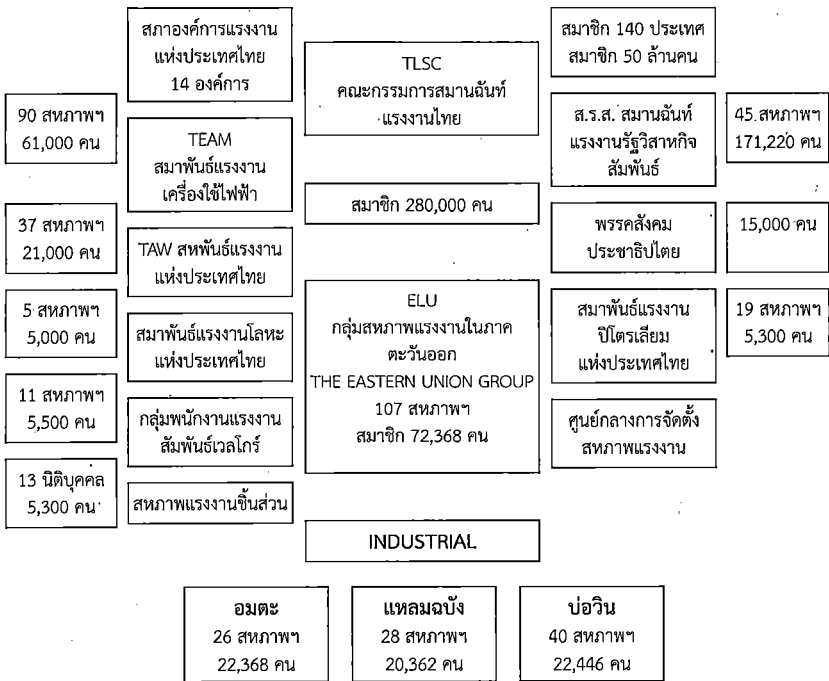 สภาองค์การแรงงาน
แห่งประเทศไทย
14 องค์การ
90 สหภาพฯ
61,000 คน
TEAM
สมาพันธ์แรงงาน
เครื่องใช้ไฟฟ้า
37 สหภาพฯ
21,000 คน
TAW สหพันธ์แรงงาน
แห่งประเทศไทย
5 สหภาพฯ
5,000 คน
สมาพันธ์แรงงานโลหะ
แห่งประเทศไทย
11 สหภาพฯ
5,500 คน
กลุ่มพนักงานแรงงาน
สัมพันธ์เวลโกร์
13 นิติบุคคล
5,300 คน
สหภาพแรงงานชิ้นส่วน
TLSC
คณะกรรมการสมานฉันท์
แรงงานไทย
สมาชิก 280,000 คน
ELU
กลุ่มสหภาพแรงงานในภาค
ตะวันออก
THE EASTERN UNION GROUP
107 สหภาพฯ
สมาชิก 72,368 คน
INDUSTRIAL
สมาชิก 140 ประเทศ
สมาชิก 50 ล้านคน
ส.ร.ส. สมานฉันท์
แรงงานรัฐวิสาหกิจ
สัมพันธ์
45 สหภาพฯ
171,220 คน
พรรคสังคม
ประชาธิปไตย
15,000 คน
สมาพันธ์แรงงาน
ปิโตรเลียม
แห่งประเทศไทย
19 สหภาพฯ
5,300 คน
ศูนย์กลางการจัดตั้ง
สหภาพแรงงาน
อมตะ
26 สหภาพฯ
22,368 คน
แหลมฉบัง
28 สหภาพฯ
20,362 คน
บ่อวิน
40 สหภาพฯ
22,446 คน